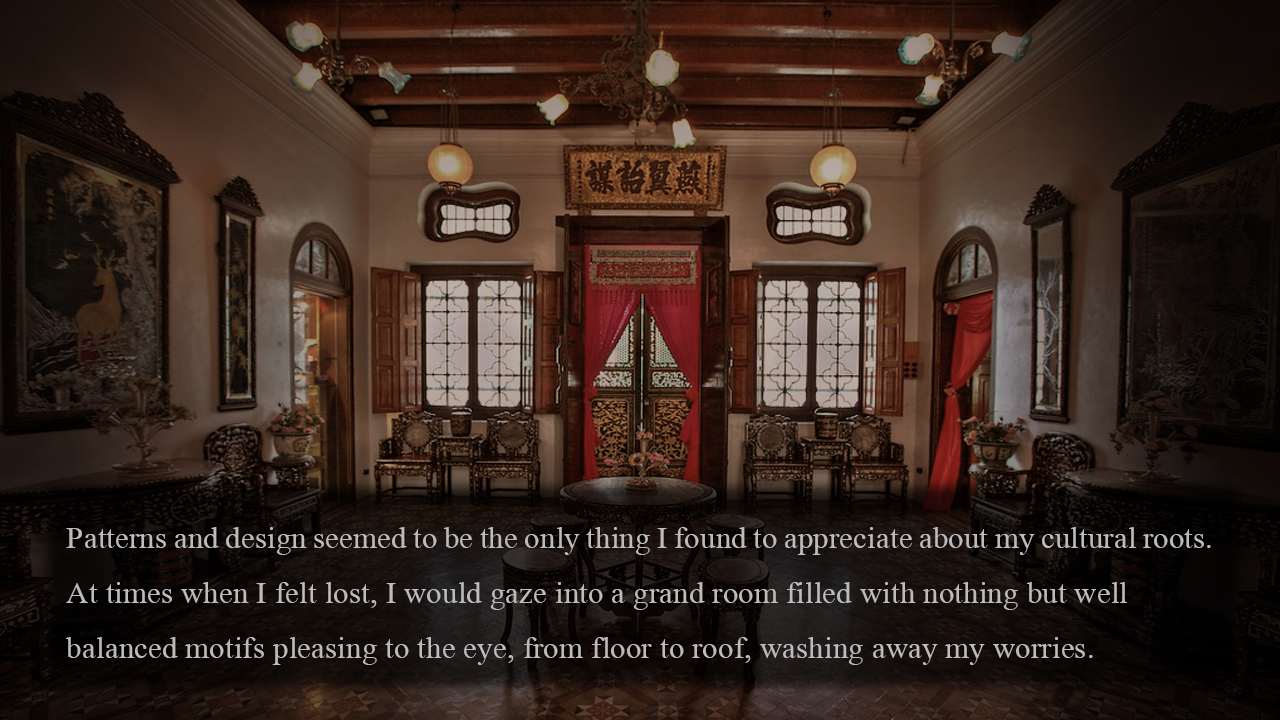 謀詒翼燕
Patterns and design seemed to be the only thing I found to appreciate about my cultural roots.
At times when I felt lost, I would gaze into a grand room filled with nothing but well
balanced motifs pleasing to the eye, from floor to roof, washing away my worries.